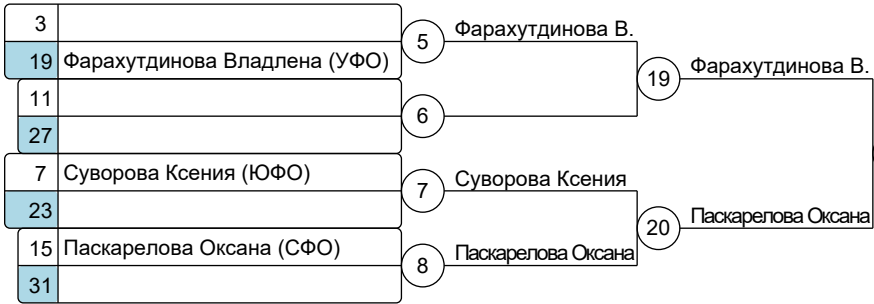 3
19 Фарахутдинова Владлена (УФО)
5
Фарахутдинова В.
11
27
6
19
Фарахутдинова В.
7 Суворова Ксения (ЮФО)
23
7
Суворова Ксения
15 Паскарелова Оксана (СФО)
31
8
Паскарелова Оксана
20
Паскарелова Оксана